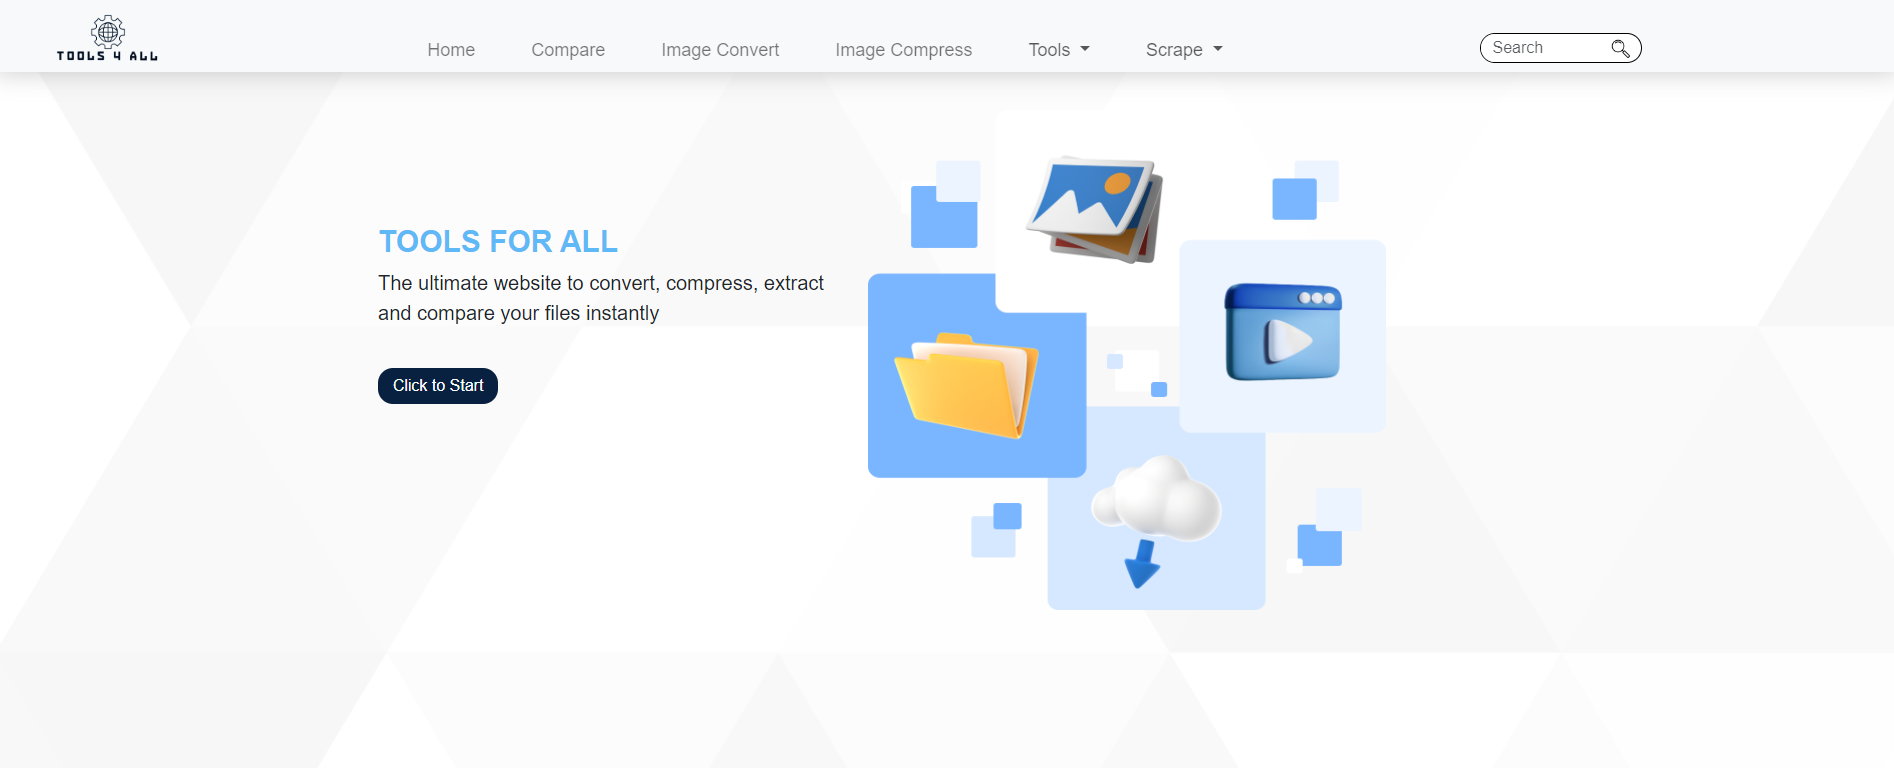 TOOLS 4 ALL
Home
Compare
Image Convert
Image Compress
Tools
Scrape
Search
TOOLS FOR ALL
The ultimate website to convert, compress, extract
and compare your files instantly
Click to Start